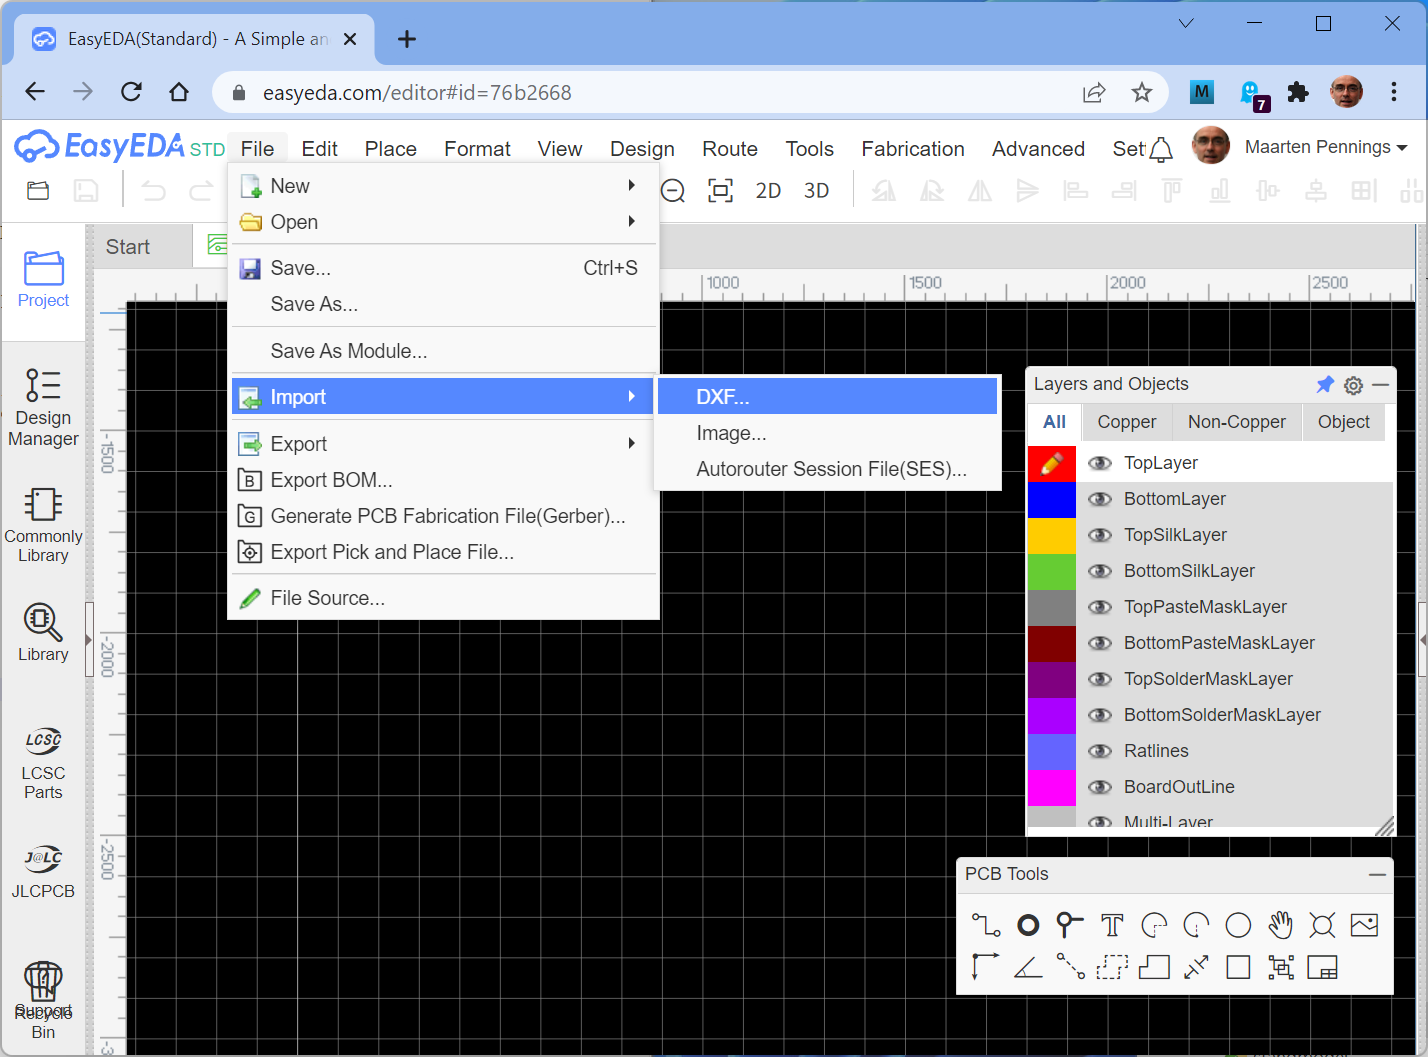 EasyEDA(Standard) - A Simple an
easyeda.com/editor#id=76b2668
M
7
EasyEDA STD File Edit Place Format View Design Route Tools Fabrication Advanced Set Maarten Pennings
2D 3D
Start
New
Open
Save... Ctrl+S
Save As...
Save As Module...
Import
Export
B Export BOM...
G Generate PCB Fabrication File(Gerber)...
Export Pick and Place File...
File Source...
DXF...
Image...
Autorouter Session File(SES)...
1000 1500 2000 2500
-1500
-2000
-2500
-3
Project
Design
Manager
Commonly
Library
Library
LCSC
LCSC
Parts
J@LC
JLCPCB
Support
Recycle
Bin
Layers and Objects
All Copper Non-Copper Object
TopLayer
BottomLayer
TopSilkLayer
BottomSilkLayer
TopPasteMaskLayer
BottomPasteMaskLayer
TopSolderMaskLayer
BottomSolderMaskLayer
Ratlines
BoardOutLine
Multi-Layer
PCB Tools
T